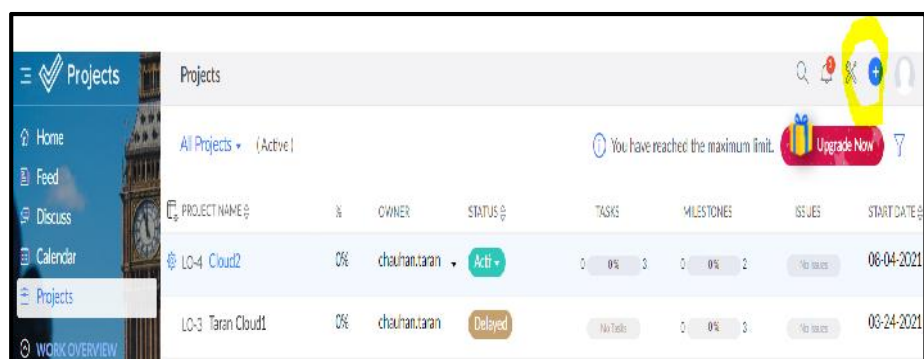 Projects
Projects
3
Home
All Projects (Active)
You have reached the maximum limit.
Upgrade Now
Feed
Discuss
PROJECT NAME
%
OWNER
STATUS
TASKS
MILESTONES
ISSUES
START DATE
Calendar
LO-4 Cloud2
0%
chauhan.taran
Acti
0 0% 3
0 0% 2
No Issues
08-04-2021
Projects
LO-3 Taran Cloud1
0%
chauhan.taran
Delayed
No Tasks
0 0% 3
No Issues
03-24-2021
WORK OVERVIEW